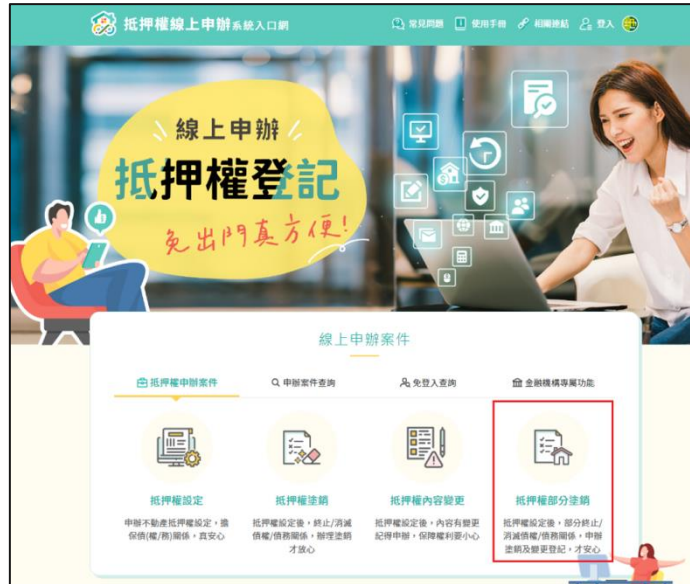 抵押權線上申辦系統入口網
常見問題 使用手冊 相關連結 登入
線上申辦
抵押權登記
免出門真方便!
線上申辦案件
抵押權申辦案件 申辦案件查詢 免登入查詢 金融機構專屬功能
抵押權設定 抵押權塗銷 抵押權內容變更 抵押權部分塗銷
申辦不動產抵押權設定，擔
保債(權/務)關係，真安心
抵押權設定後，終止/消滅
債權/債務關係，辦理塗銷
才放心
抵押權設定後，內容有變更
記得申辦，保障權利要小心
抵押權設定後，部分終止/
消滅債權/債務關係，申辦
塗銷及變更登記，才安心